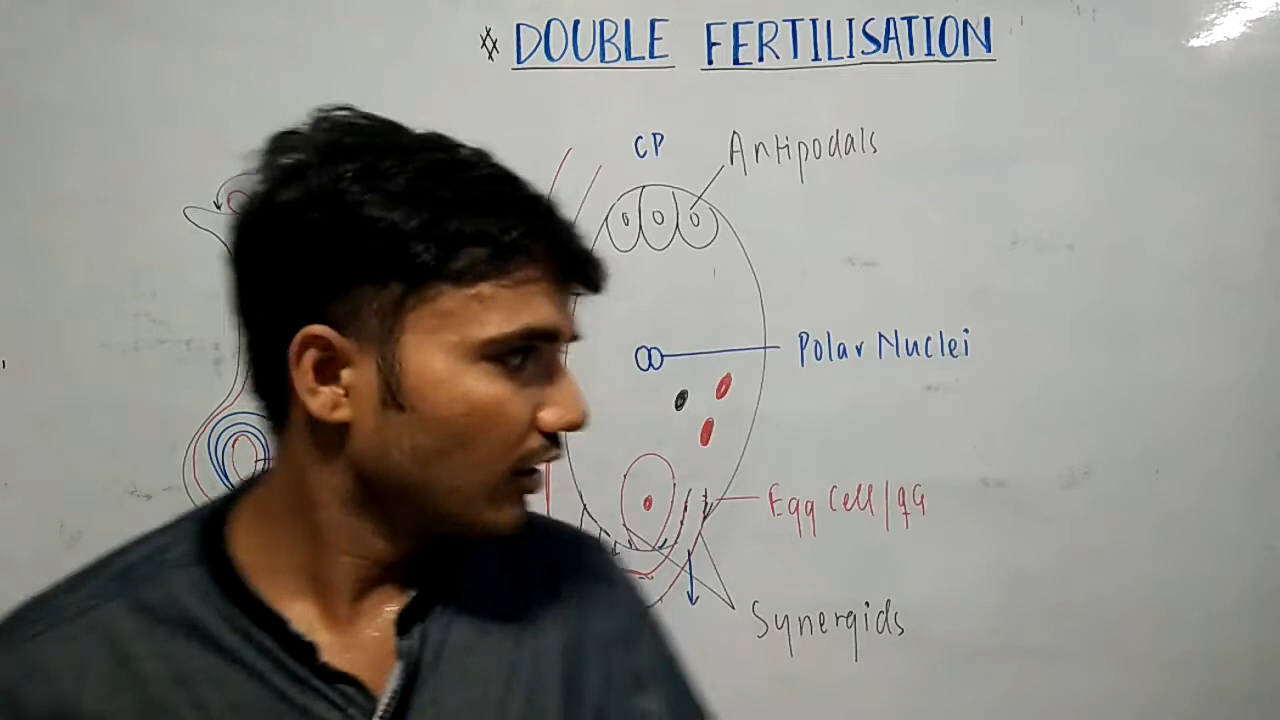 * DOUBLE FERTILISATION
CP
Antipodals
Polar Nuclei
Egg Cell/♀G
Synergids